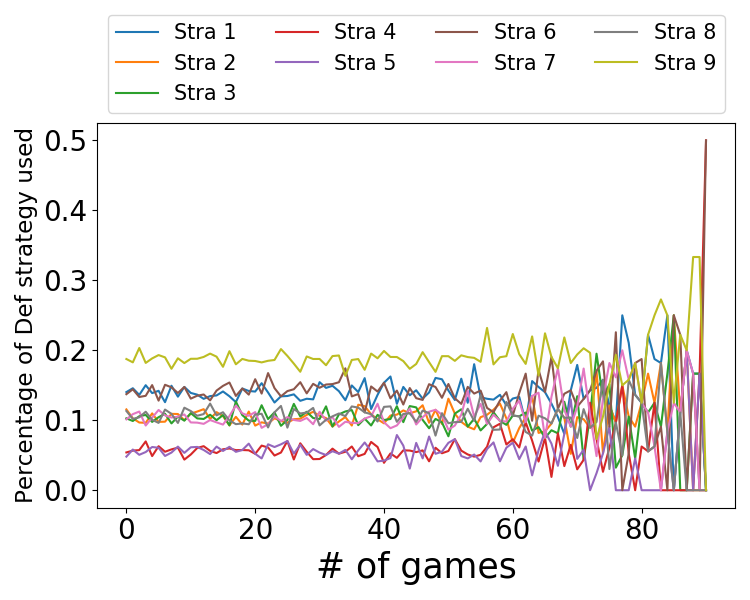 Stra 1 Stra 4 Stra 6 Stra 8
Stra 2 Stra 5 Stra 7 Stra 9
Stra 3
Percentage of Def strategy used
0.5
0.4
0.3
0.2
0.1
0.0
0 20 40 60 80
# of games